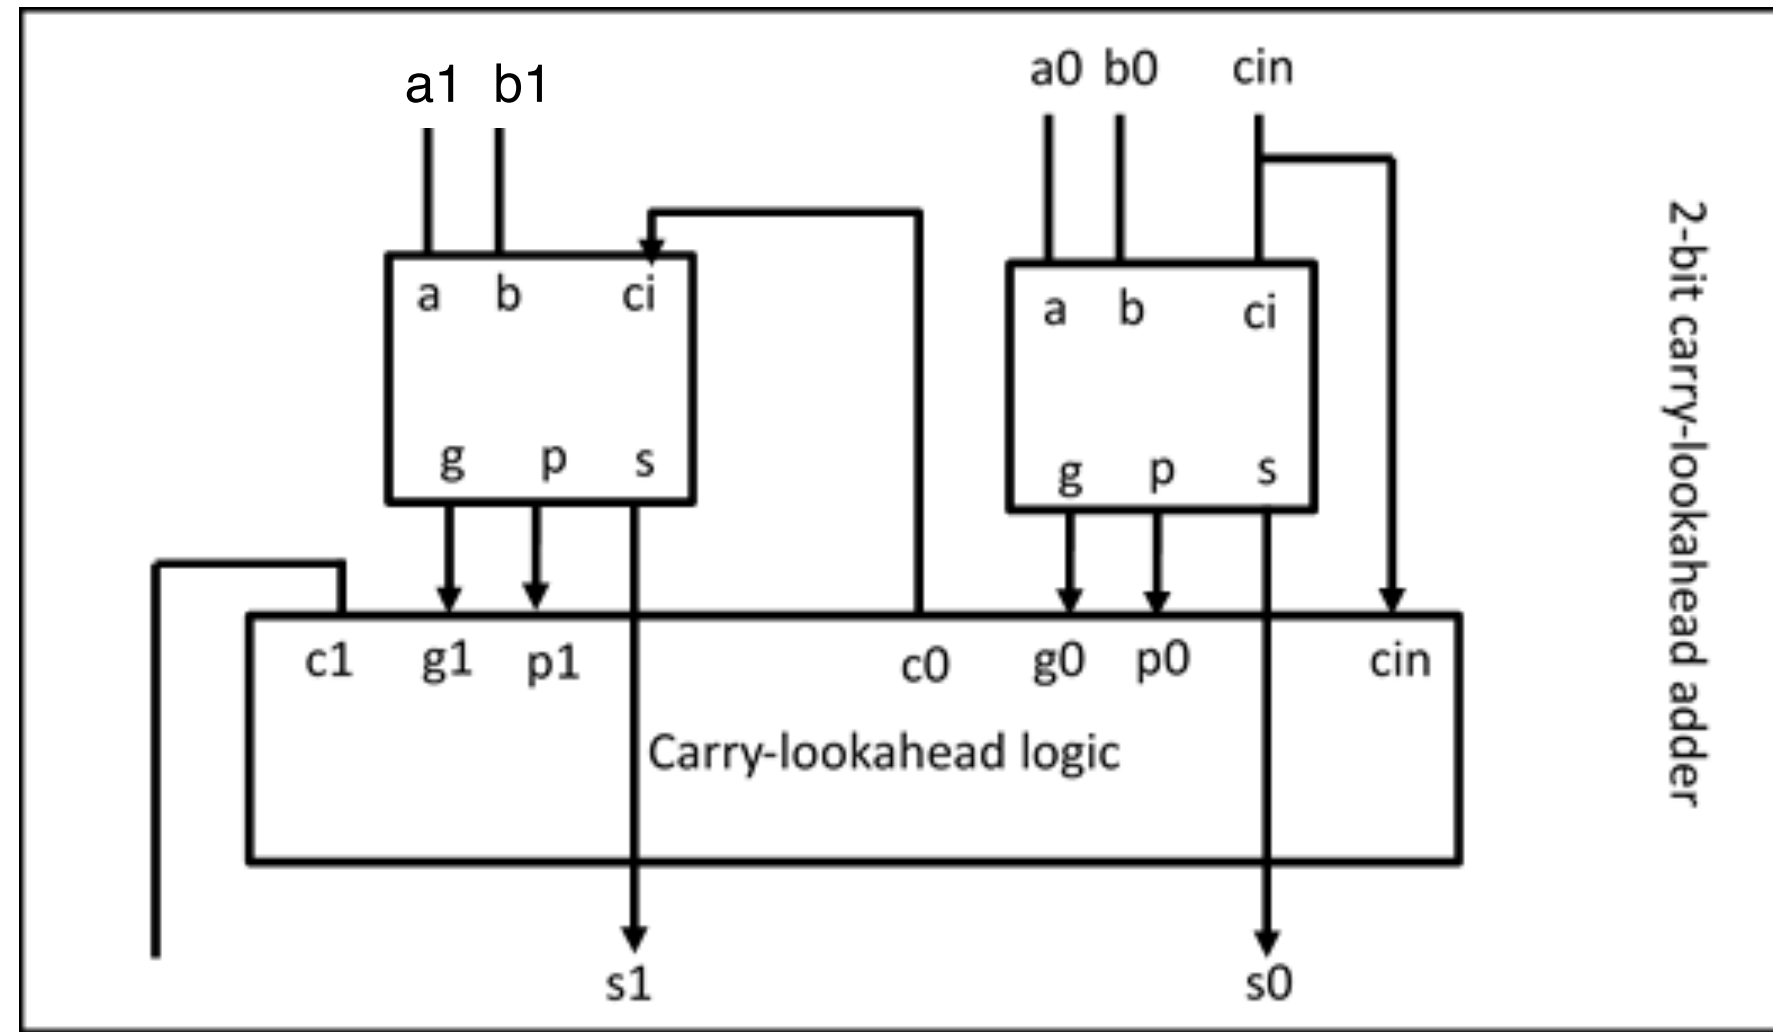 a1 b1
a0 b0 cin
a b ci
a b ci
g p s
g p s
c1 g1 p1 c0 g0 p0 cin
Carry-lookahead logic
s1 s0
2-bit carry-lookahead adder